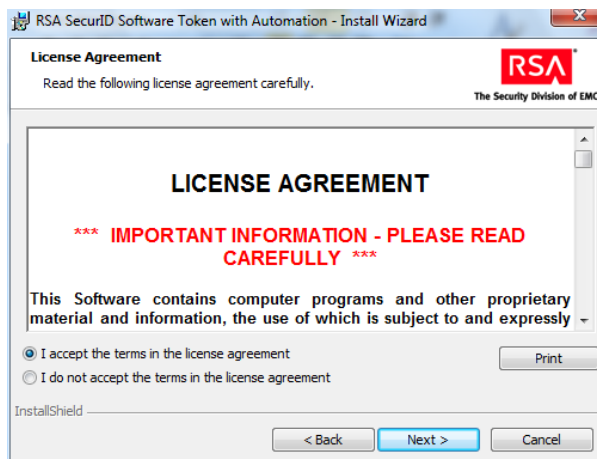 RSA SecurID Software Token with Automation - Install Wizard
License Agreement
Read the following license agreement carefully.
RSA
The Security Division of EMC
LICENSE AGREEMENT
*** IMPORTANT INFORMATION - PLEASE READ
CAREFULLY ***
This Software contains computer programs and other proprietary
material and information, the use of which is subject to and expressly
I accept the terms in the license agreement
Print
I do not accept the terms in the license agreement
InstallShield
< Back
Next >
Cancel